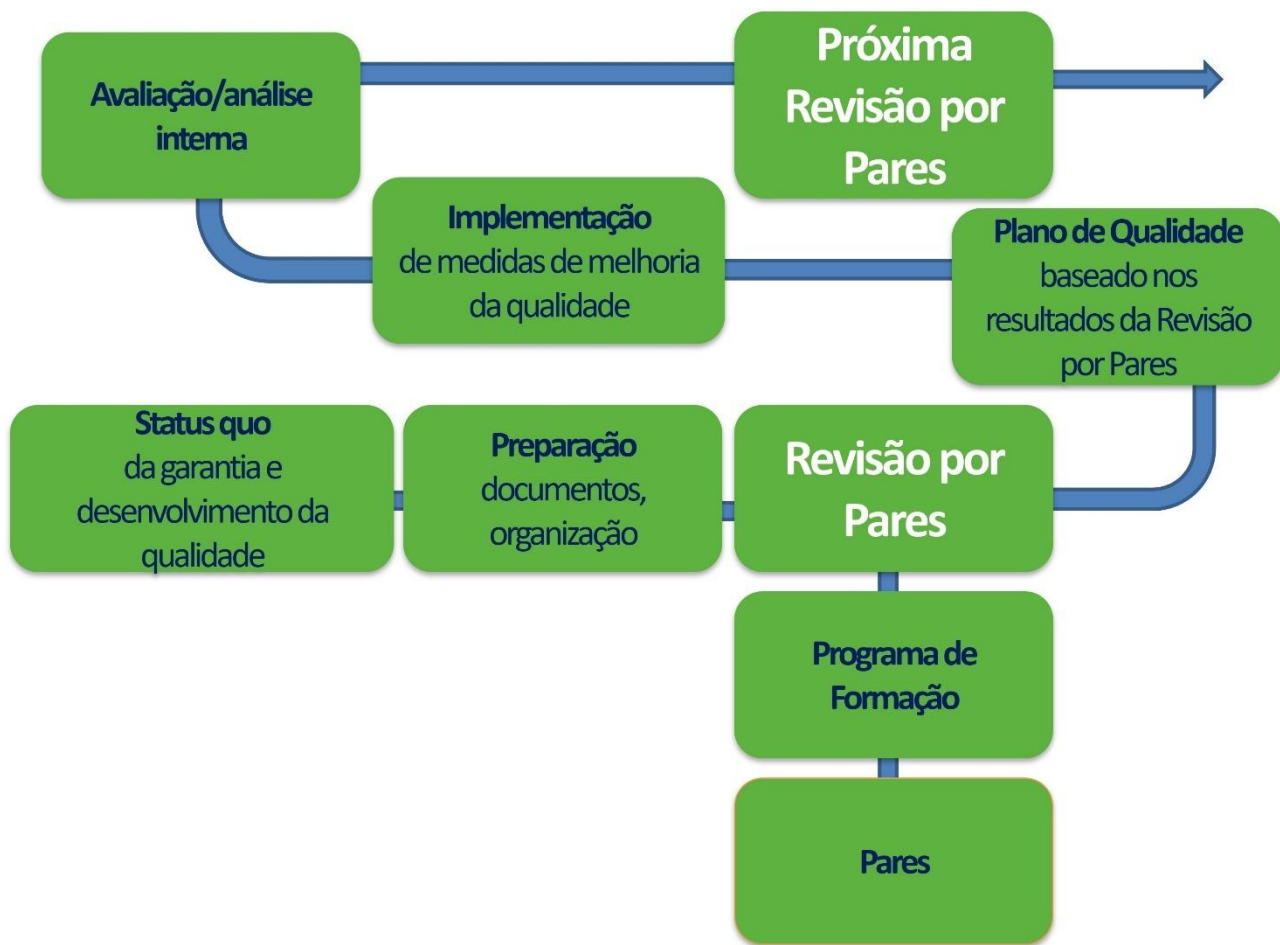 Avaliação/análise
interna
Próxima
Revisão por
Pares
Implementação
de medidas de melhoria
da qualidade
Plano de Qualidade
baseado nos
resultados da Revisão
por Pares
Status quo
da garantia e
desenvolvimento da
qualidade
Preparação
documentos,
organização
Revisão por
Pares
Programa de
Formação
Pares